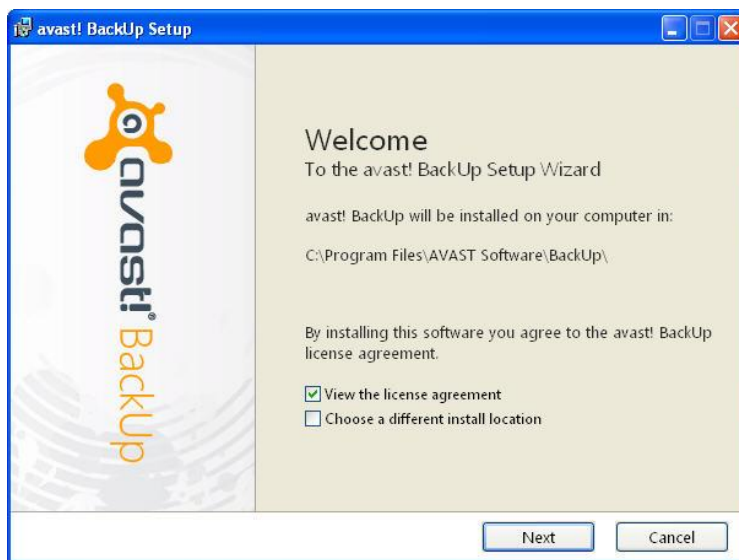 avast! BackUp Setup
avast! BackUp
Welcome
To the avast! BackUp Setup Wizard
avast! BackUp will be installed on your computer in:
C:\Program Files\AVAST Software\BackUp\
By installing this software you agree to the avast! BackUp
license agreement.
View the license agreement
Choose a different install location
Next
Cancel